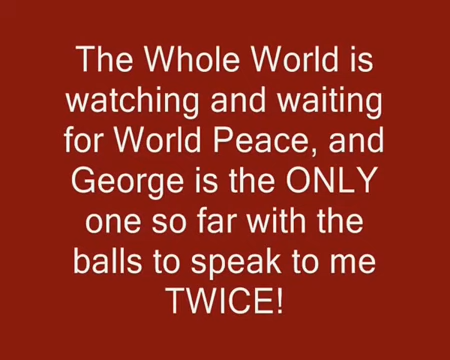 The Whole World is
watching and waiting
for World Peace, and
George is the ONLY
one so far with the
balls to speak to me
TWICE!